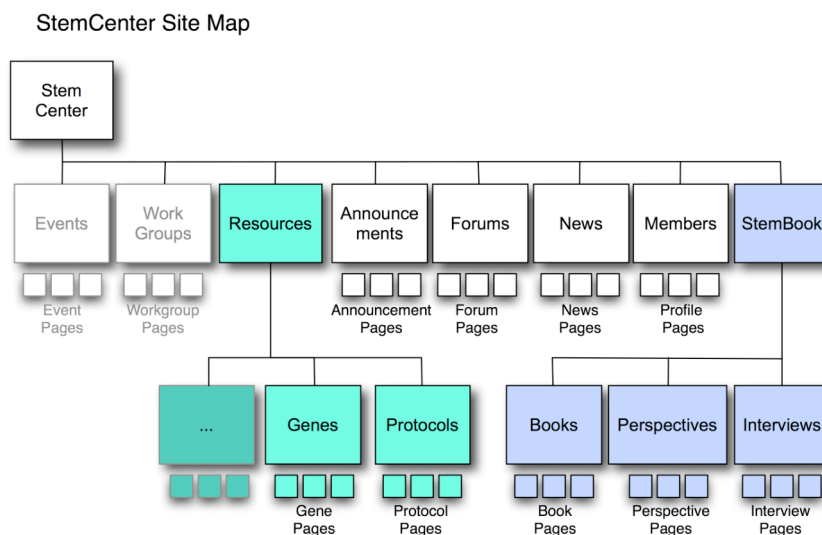 StemCenter Site Map
Stem
Center
Events
Work
Groups
Resources
Announce
ments
Forums
News
Members
StemBook
Event
Pages
Workgroup
Pages
Announcement
Pages
Forum
Pages
News
Pages
Profile
Pages
...
Genes
Protocols
Books
Perspectives
Interviews
Gene
Pages
Protocol
Pages
Book
Pages
Perspective
Pages
Interview
Pages